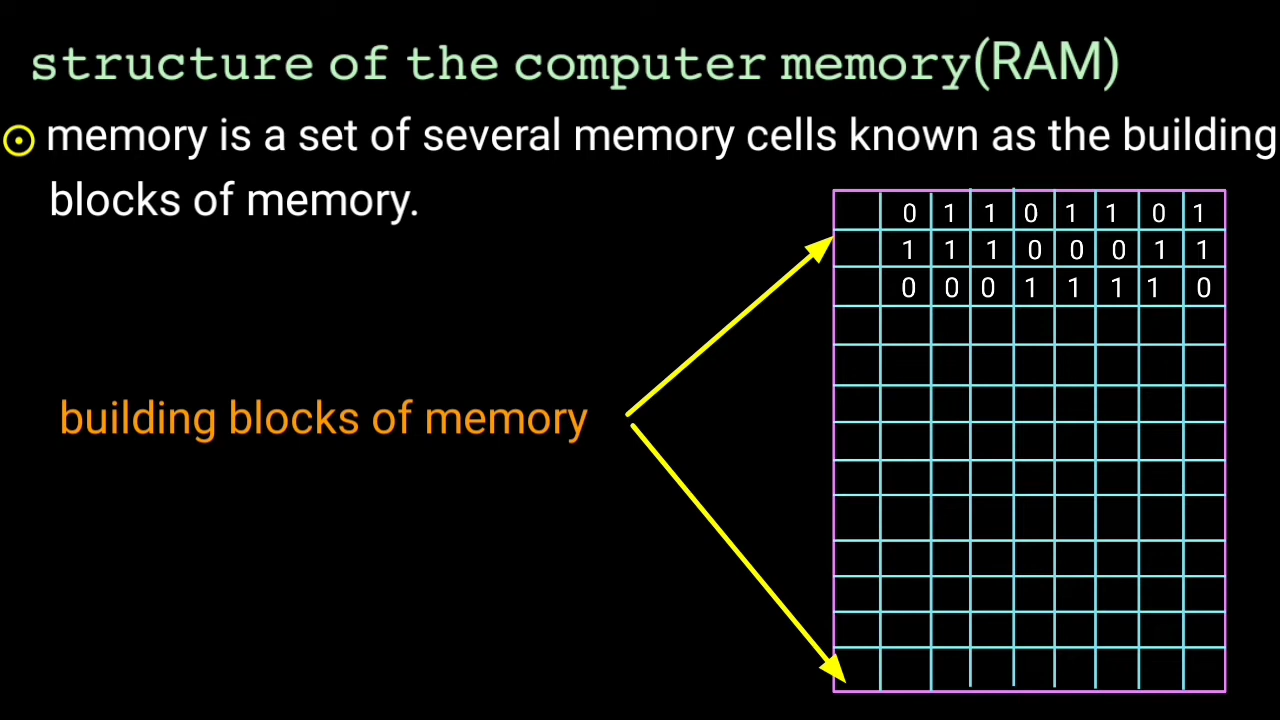 structure of the computer memory(RAM)
memory is a set of several memory cells known as the building
blocks of memory.
0 1 1 0 1 1 0 1
1 1 1 0 0 0 1 1
0 0 0 1 1 1 1 0
building blocks of memory